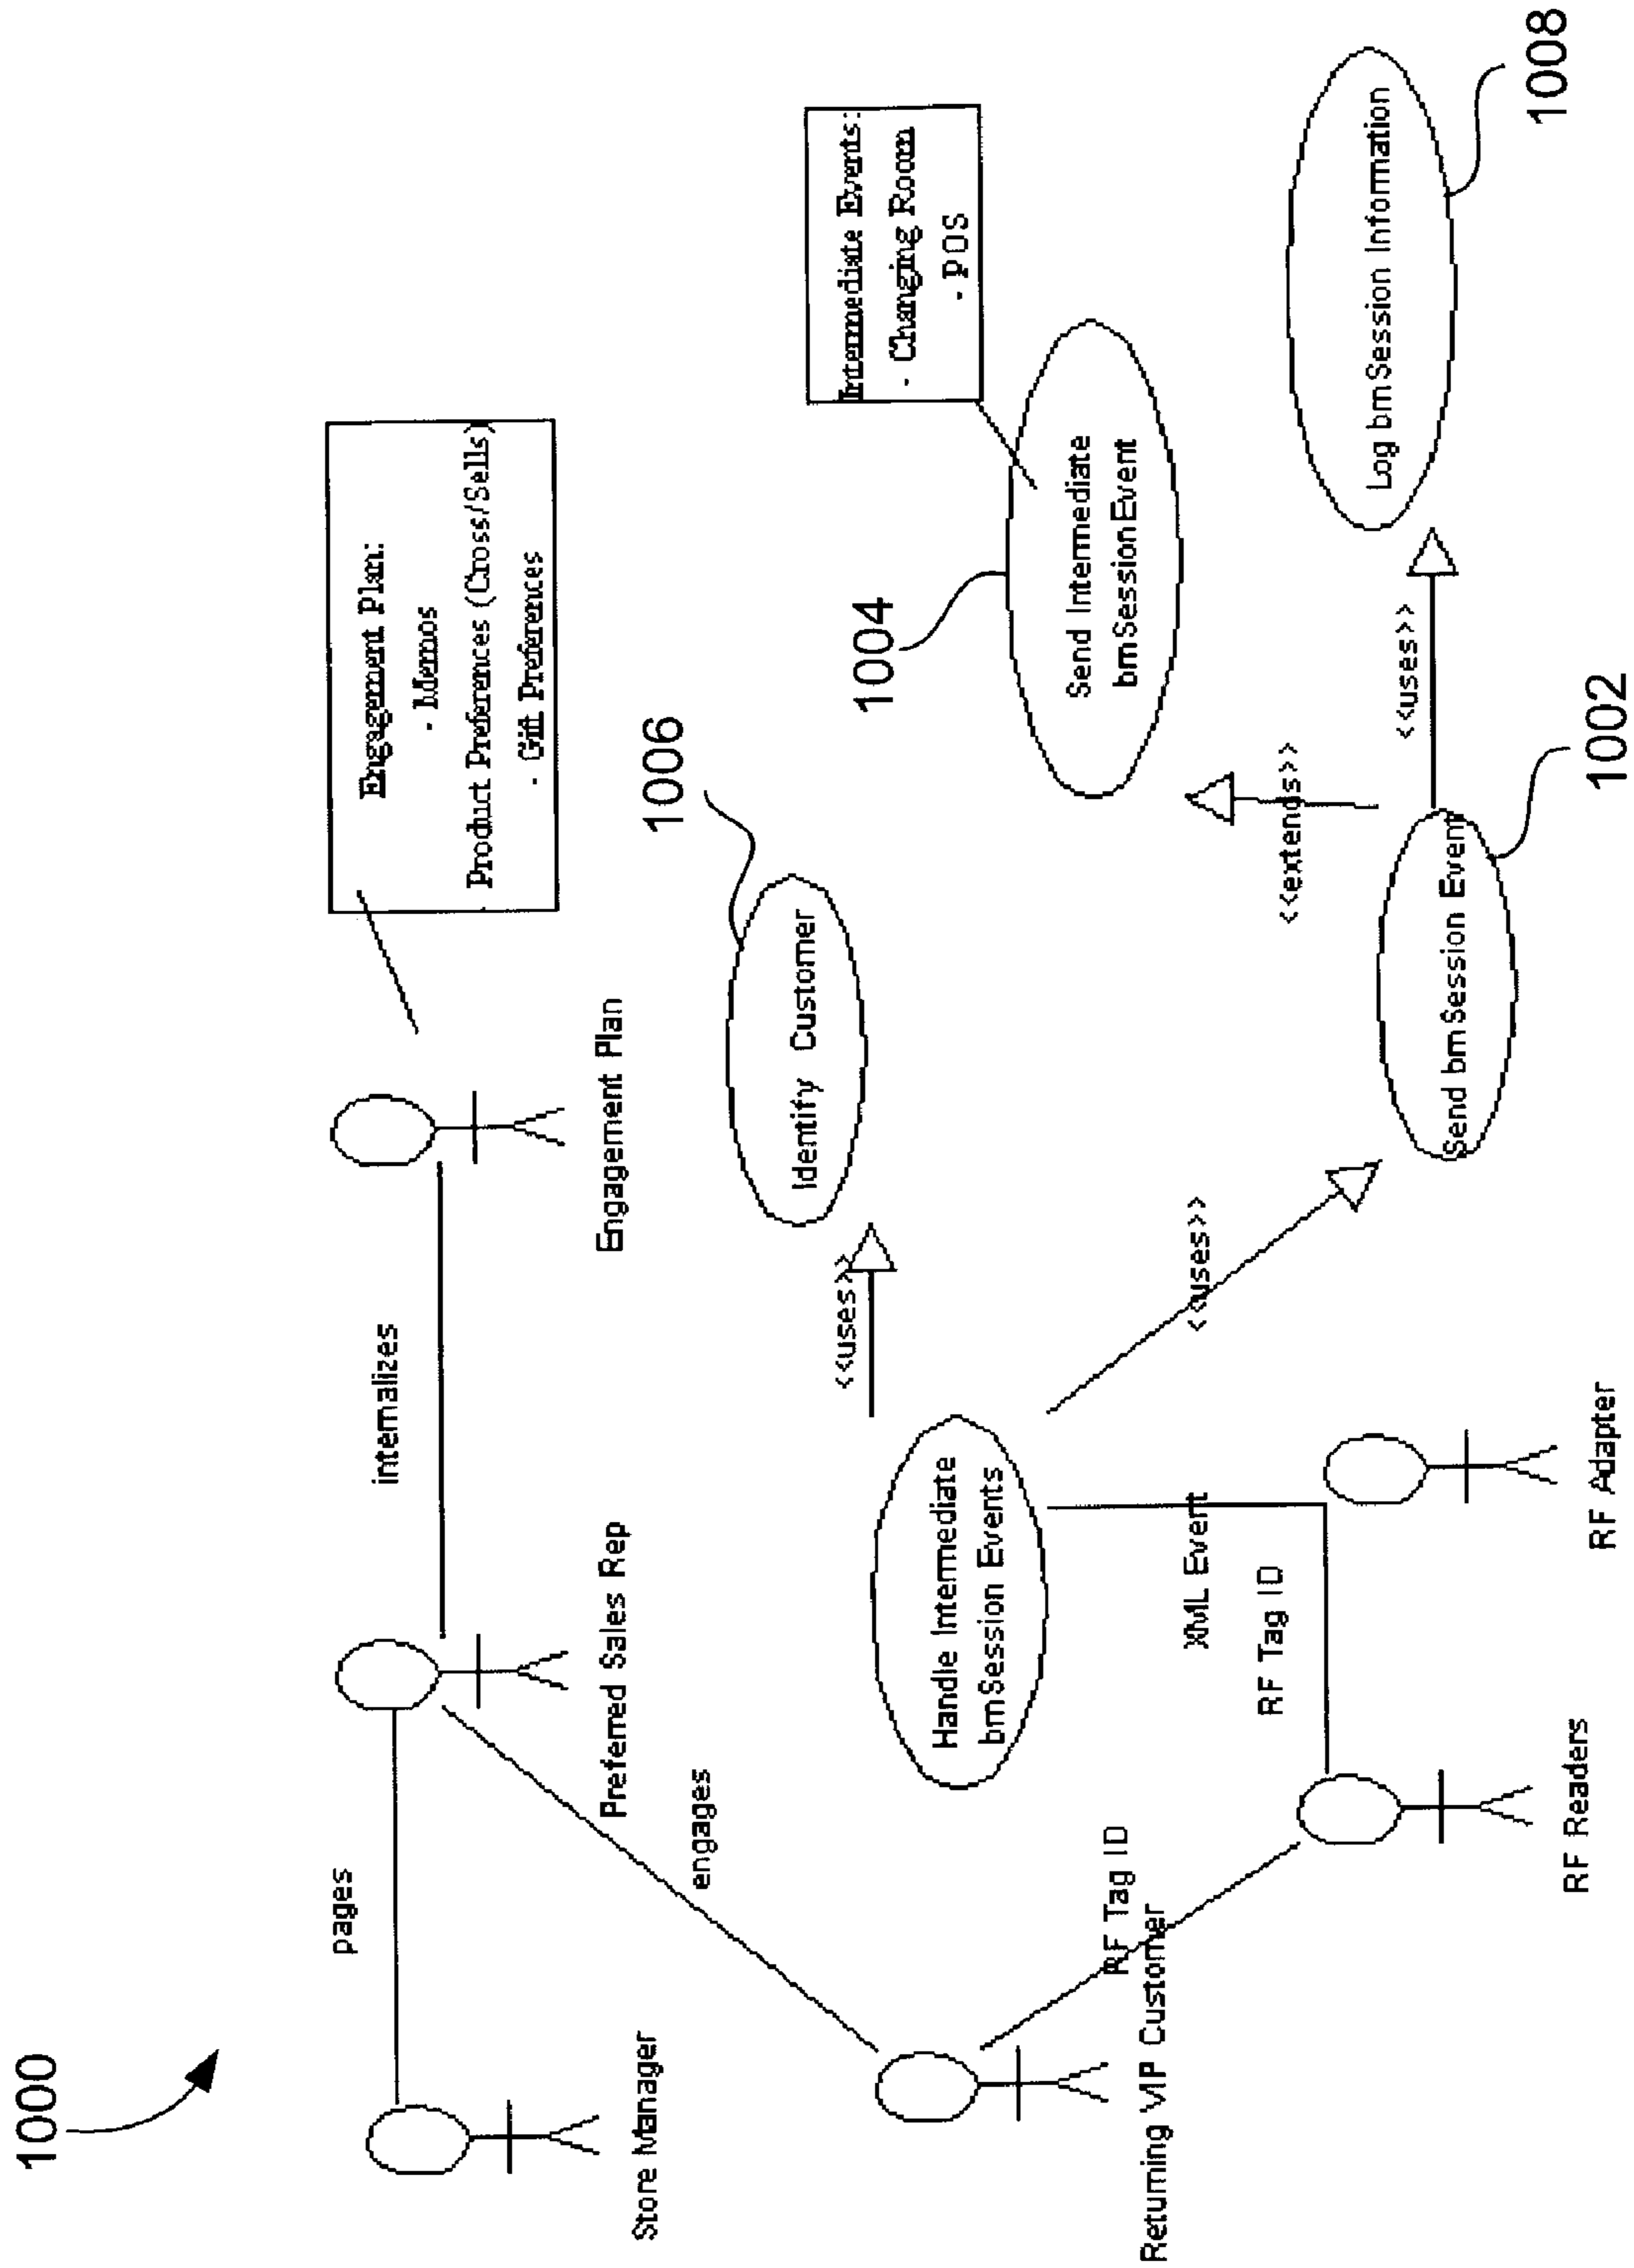 1000
pages
internalizes
Engagement Plan:
- Memos
Product Preferences (Cross/Sells)
- Gift Preferences
Store Manager
Preferred Sales Rep
Engagement Plan
engages
1006
Identify Customer
<<uses>>
1004
Intermediate Events:
- Changing Room
- POS
Send Intermediate
bmSessionEvent
Handle Intermediate
bmSession Events
<<extends>>
<<uses>>
<<uses>>
Log bmSession Information
1008
Returning VIP Customer
RF Tag ID
XML Event
RF Tag ID
Send bmSession Event
1002
RF Readers
RF Adapter